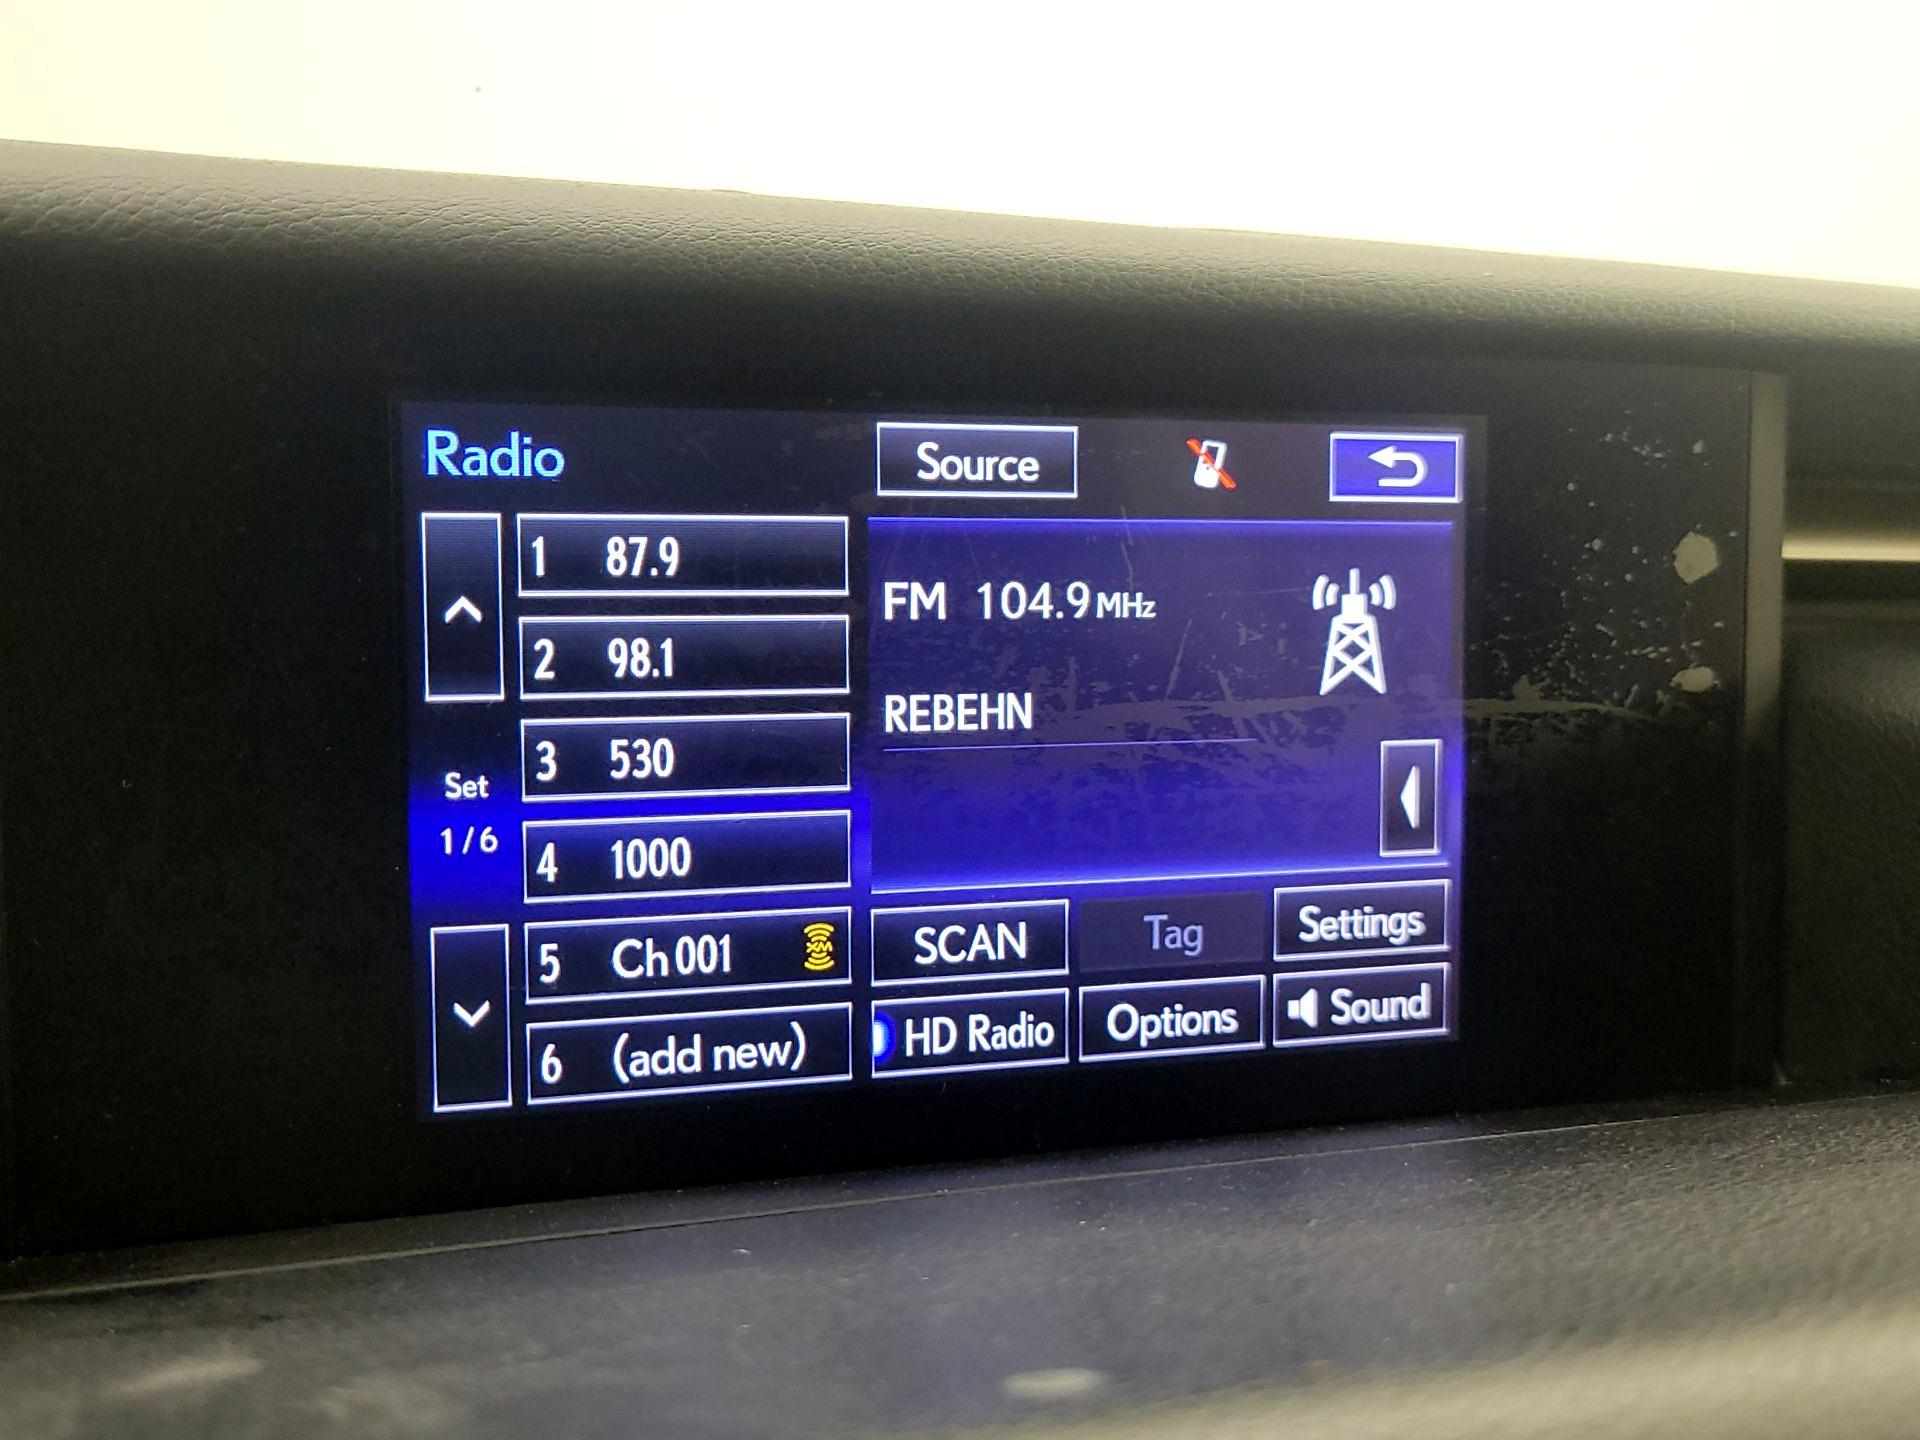 Radio
Source
1 87.9
2 98.1
3 530
4 1000
5 Ch 001 XM
6 (add new)
Set
1/6
FM 104.9 MHz
REBEHN
SCAN
Tag
Settings
HD Radio
Options
Sound